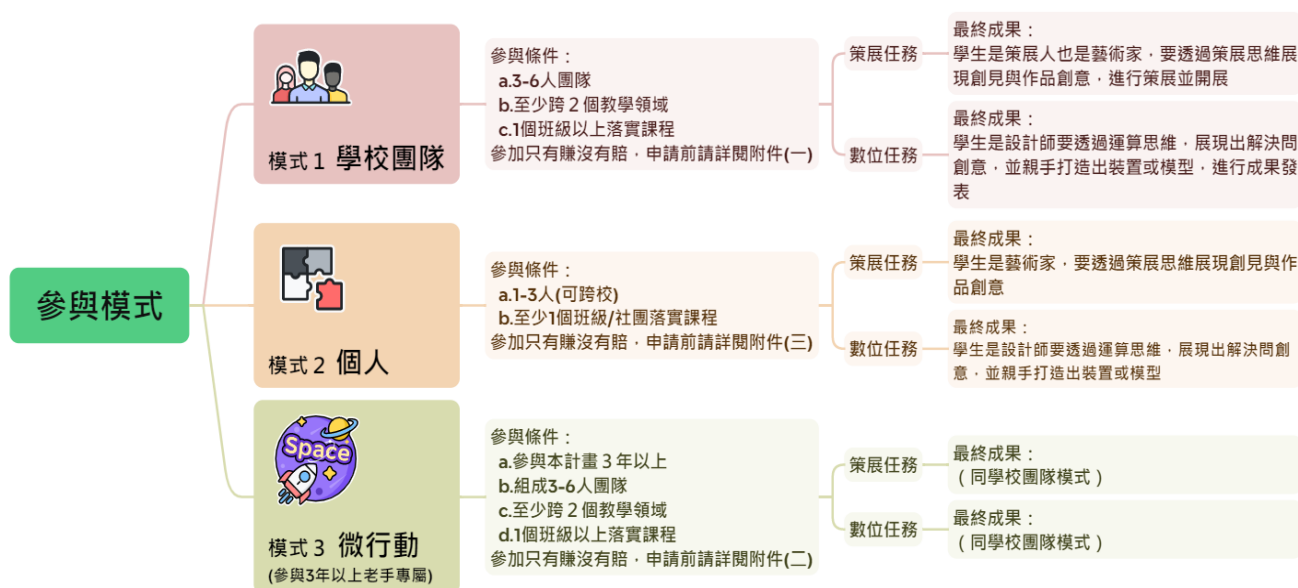 參與模式
模式 1 學校團隊
參與條件：
a.3-6人團隊
b.至少跨 2 個教學領域
c.1個班級以上落實課程
參加只有賺沒有賠，申請前請詳閱附件(一)
策展任務
最終成果：
學生是策展人也是藝術家，要透過策展思維展
現創見與作品創意，進行策展並開展
數位任務
最終成果：
學生是設計師要透過運算思維，展現出解決問
創意，並親手打造出裝置或模型，進行成果發
表
模式 2 個人
參與條件：
a.1-3人(可跨校)
b.至少1個班級/社團落實課程
參加只有賺沒有賠，申請前請詳閱附件(三)
策展任務
最終成果：
學生是藝術家，要透過策展思維展現創見與作
品創意
數位任務
最終成果：
學生是設計師要透過運算思維，展現出解決問創
意，並親手打造出裝置或模型
Space
模式 3 微行動
(參與3年以上老手專屬)
參與條件：
a.參與本計畫 3 年以上
b.組成3-6人團隊
c.至少跨 2 個教學領域
d.1個班級以上落實課程
參加只有賺沒有賠，申請前請詳閱附件(二)
策展任務
最終成果：
（同學校團隊模式）
數位任務
最終成果：
（同學校團隊模式）